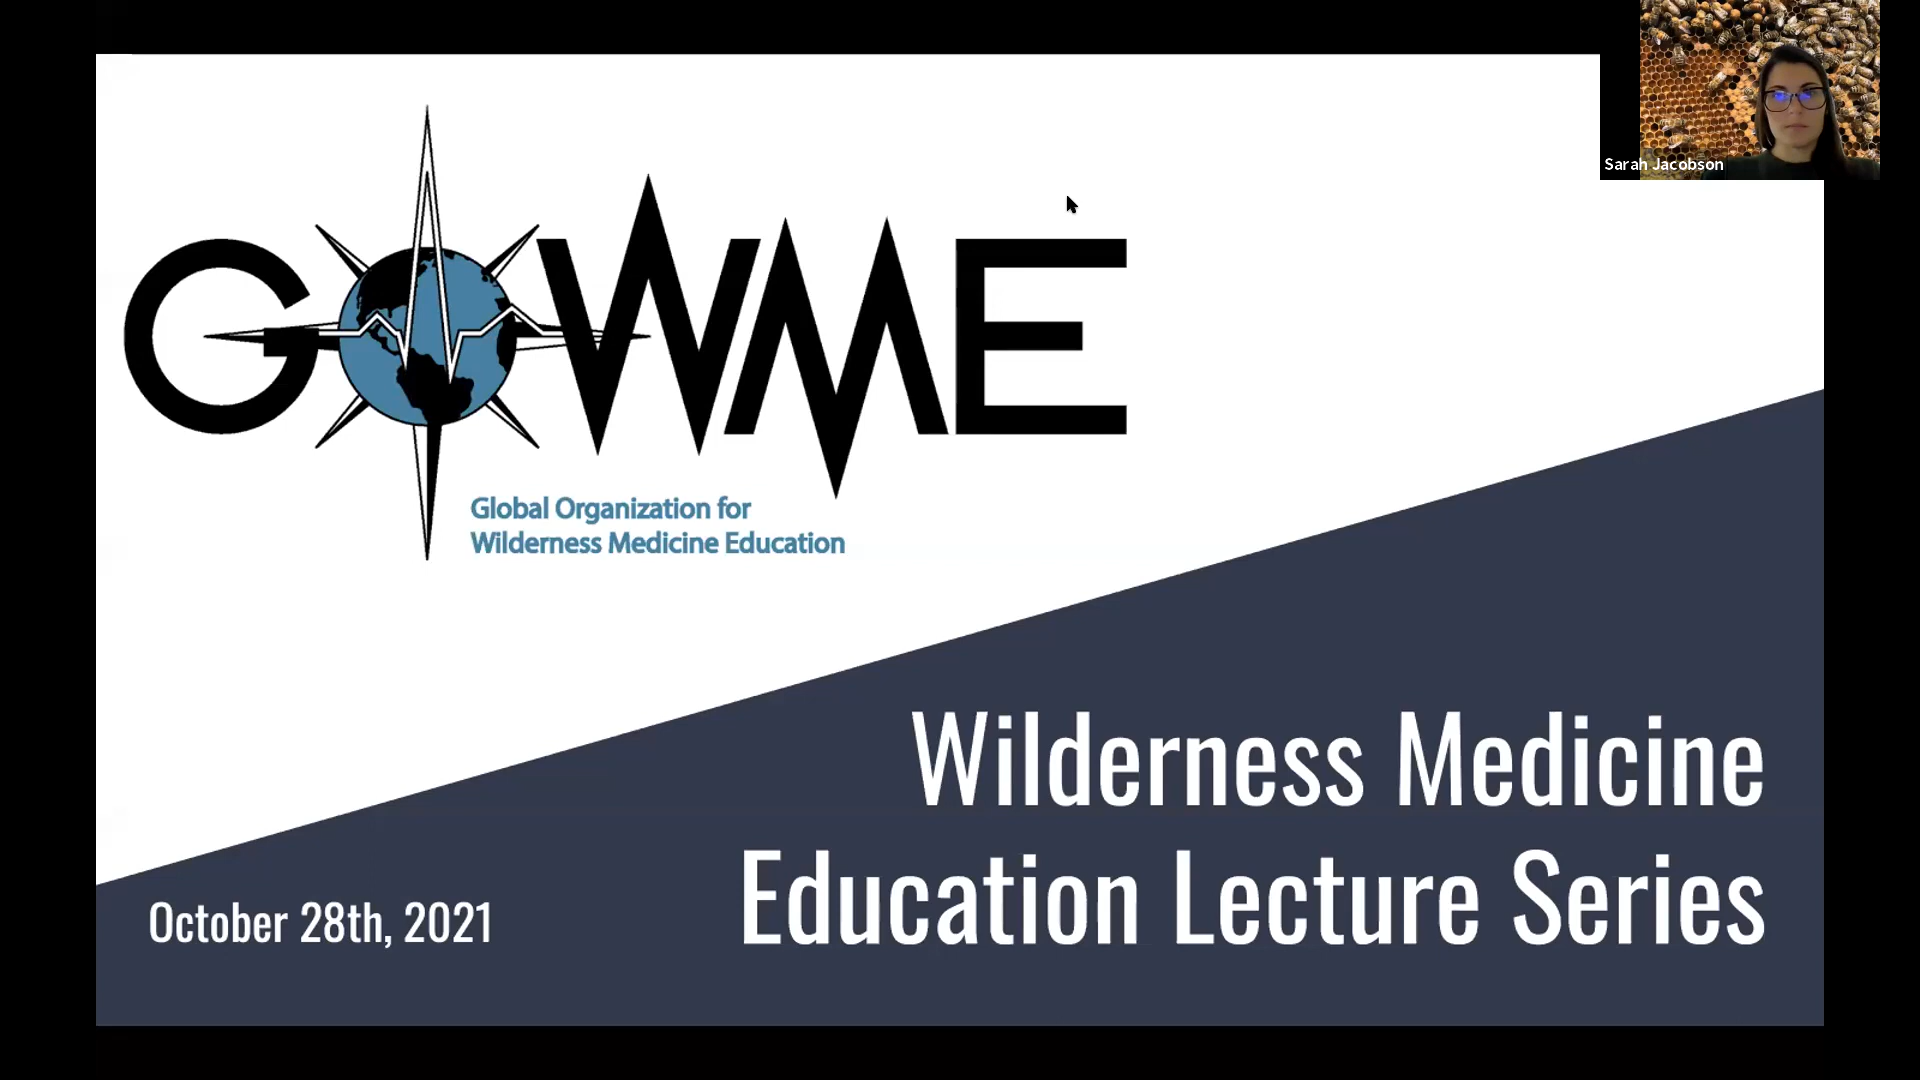 Sarah Jacobson
GOWME
Global Organization for
Wilderness Medicine Education
Wilderness Medicine
Education Lecture Series
October 28th, 2021